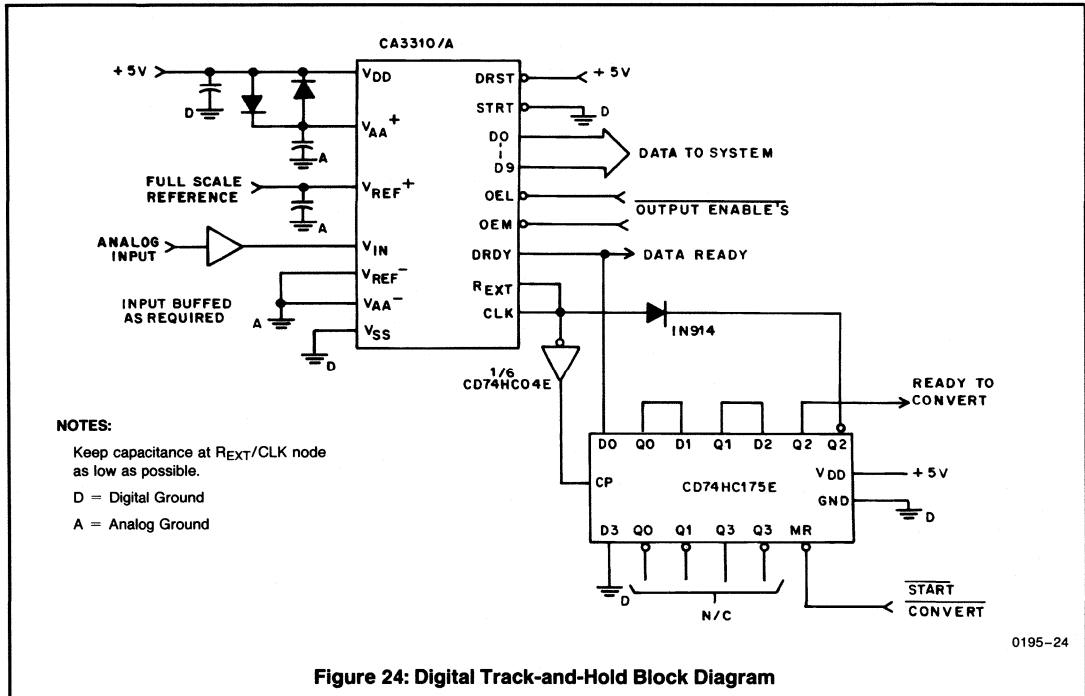 CA3310/A
+5V
VDD
DRST
+5V
STRT
D
D
VAA+
D0
D9
DATA TO SYSTEM
A
FULL SCALE
REFERENCE
VREF+
OEL
OUTPUT ENABLE'S
A
OEM
ANALOG
INPUT
VIN
DRDY
DATA READY
VREF-
REXT
INPUT BUFFED
AS REQUIRED
VAA-
CLK
IN914
A
VSS
D
1/6
CD74HC04E
READY TO
CONVERT
NOTES:
Keep capacitance at REXT/CLK node
as low as possible.
D = Digital Ground
A = Analog Ground
D0 Q0 D1 Q1 D2 Q2 Q2
VDD
+5V
CP
CD74HC175E
GND
D
D3 Q0 Q1 Q3 Q3 MR
D
N/C
START
CONVERT
0195-24
Figure 24: Digital Track-and-Hold Block Diagram